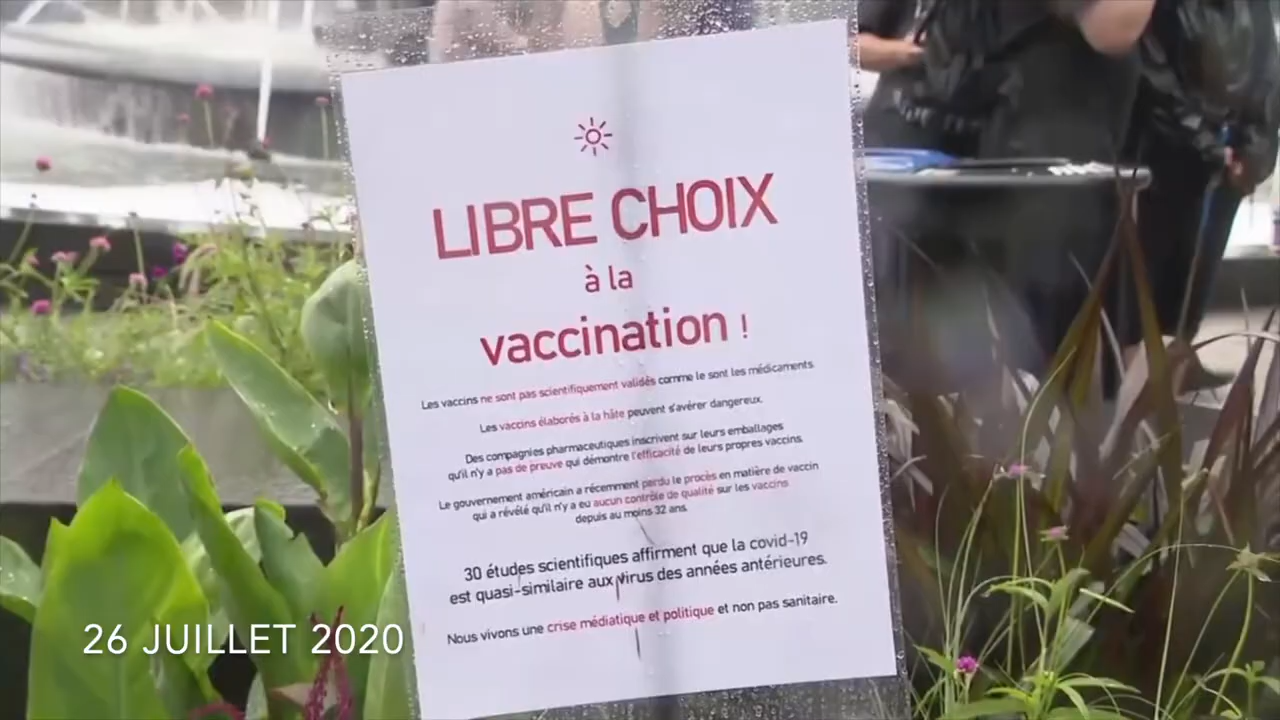 LIBRE CHOIX
à la
vaccination !
Les vaccins ne sont pas scientifiquement validés comme le sont les médicaments.
Les vaccins élaborés à la hâte peuvent s'avérer dangereux.
Des compagnies pharmaceutiques inscrivent sur leurs emballages
qu'il n'y a pas de preuve qui démontre l'efficacité de leurs propres vaccins.
Le gouvernement américain a récemment perdu le procès en matière de vaccin
qui a révélé qu'il n'y a eu aucun contrôle de qualité sur les vaccins
depuis au moins 32 ans.
30 études scientifiques affirment que la covid-19
est quasi-similaire aux virus des années antérieures.
Nous vivons une crise médiatique et politique et non pas sanitaire.
26 JUILLET 2020